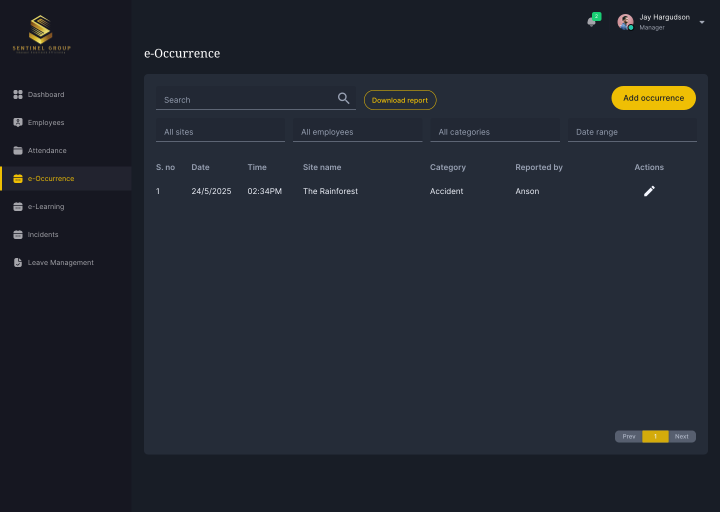 SENTINEL GROUP
2
Jay Hargudson
Manager
e-Occurrence
Dashboard
Employees
Attendance
e-Occurrence
e-Learning
Incidents
Leave Management
Search
Download report
Add occurrence
All sites
All employees
All categories
Date range
S. no Date Time Site name Category Reported by Actions
1 24/5/2025 02:34PM The Rainforest Accident Anson
Prev 1 Next